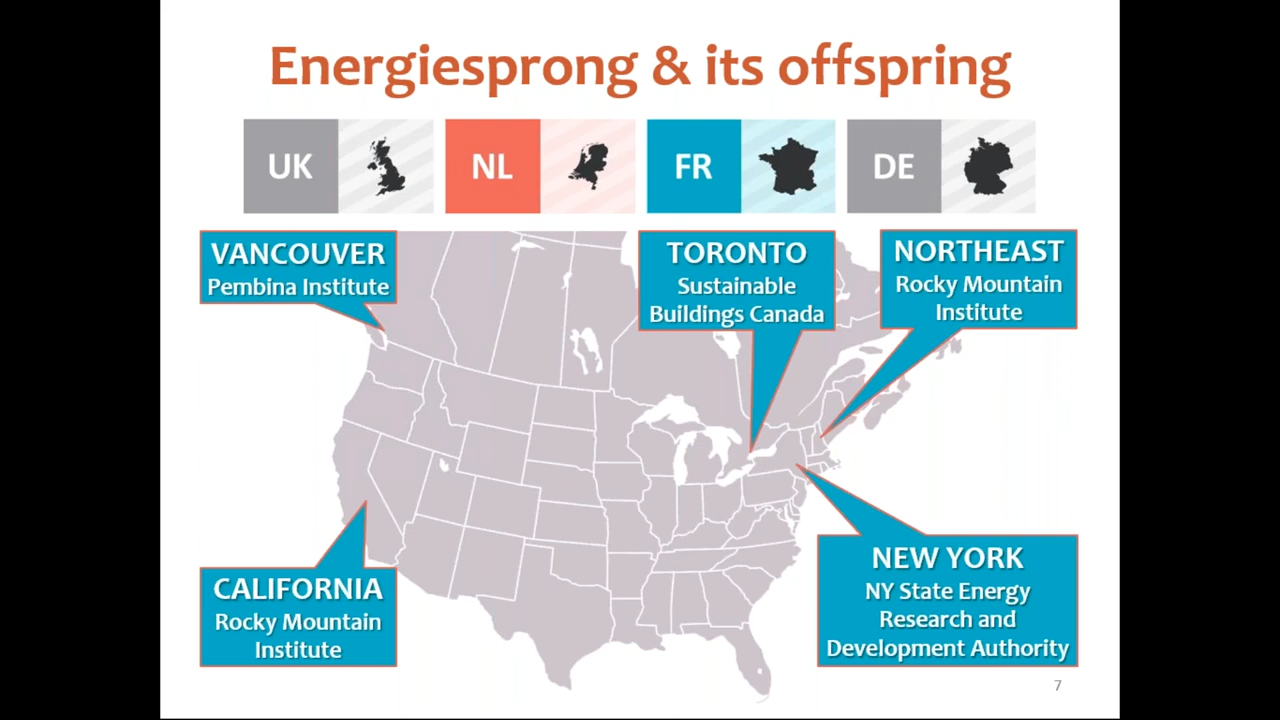 Energiesprong & its offspring
UK
NL
FR
DE
VANCOUVER
Pembina Institute
TORONTO
Sustainable
Buildings Canada
NORTHEAST
Rocky Mountain
Institute
CALIFORNIA
Rocky Mountain
Institute
NEW YORK
NY State Energy
Research and
Development Authority
7